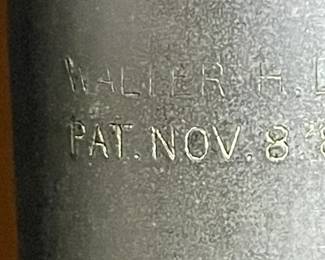 WALTER H.
PAT. NOV. 8